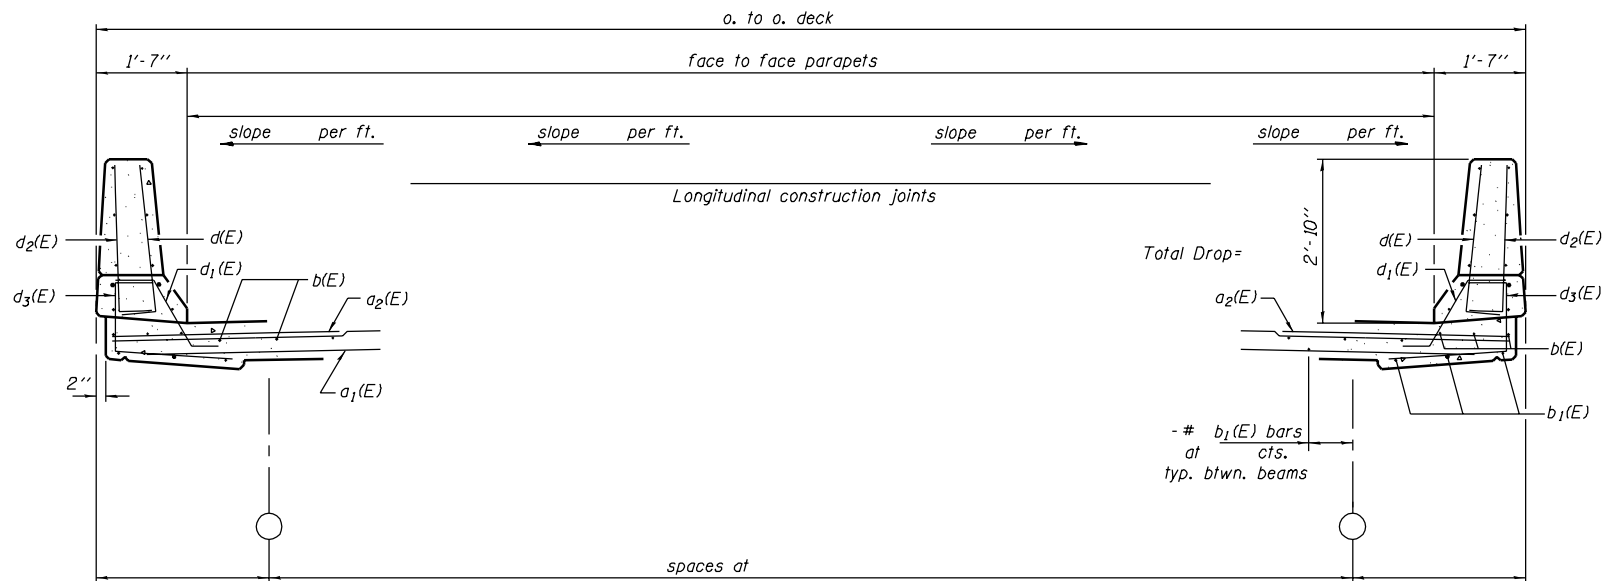 o. to o. deck
1'-7" face to face parapets 1'-7"
slope per ft. slope per ft. slope per ft. slope per ft.
Longitudinal construction joints
2'-10"
d2(E) d(E) d(E) d2(E)
Total Drop=
d1(E) d1(E)
b(E)
d3(E) a2(E) a2(E) d3(E)
b(E)
2" a1(E)
b1(E)
- # b1(E) bars
at cts.
typ. btwn. beams
spaces at